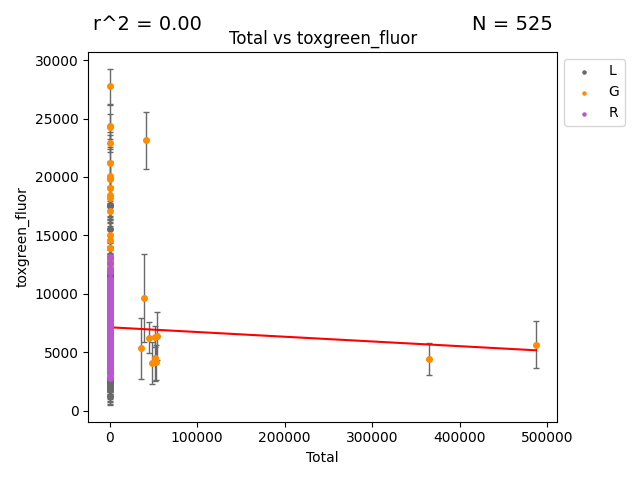 r^2 = 0.00
N = 525
Total vs toxgreen_fluor
30000
25000
20000
15000
10000
5000
0
toxgreen_fluor
0
100000
200000
300000
400000
500000
Total
L
G
R